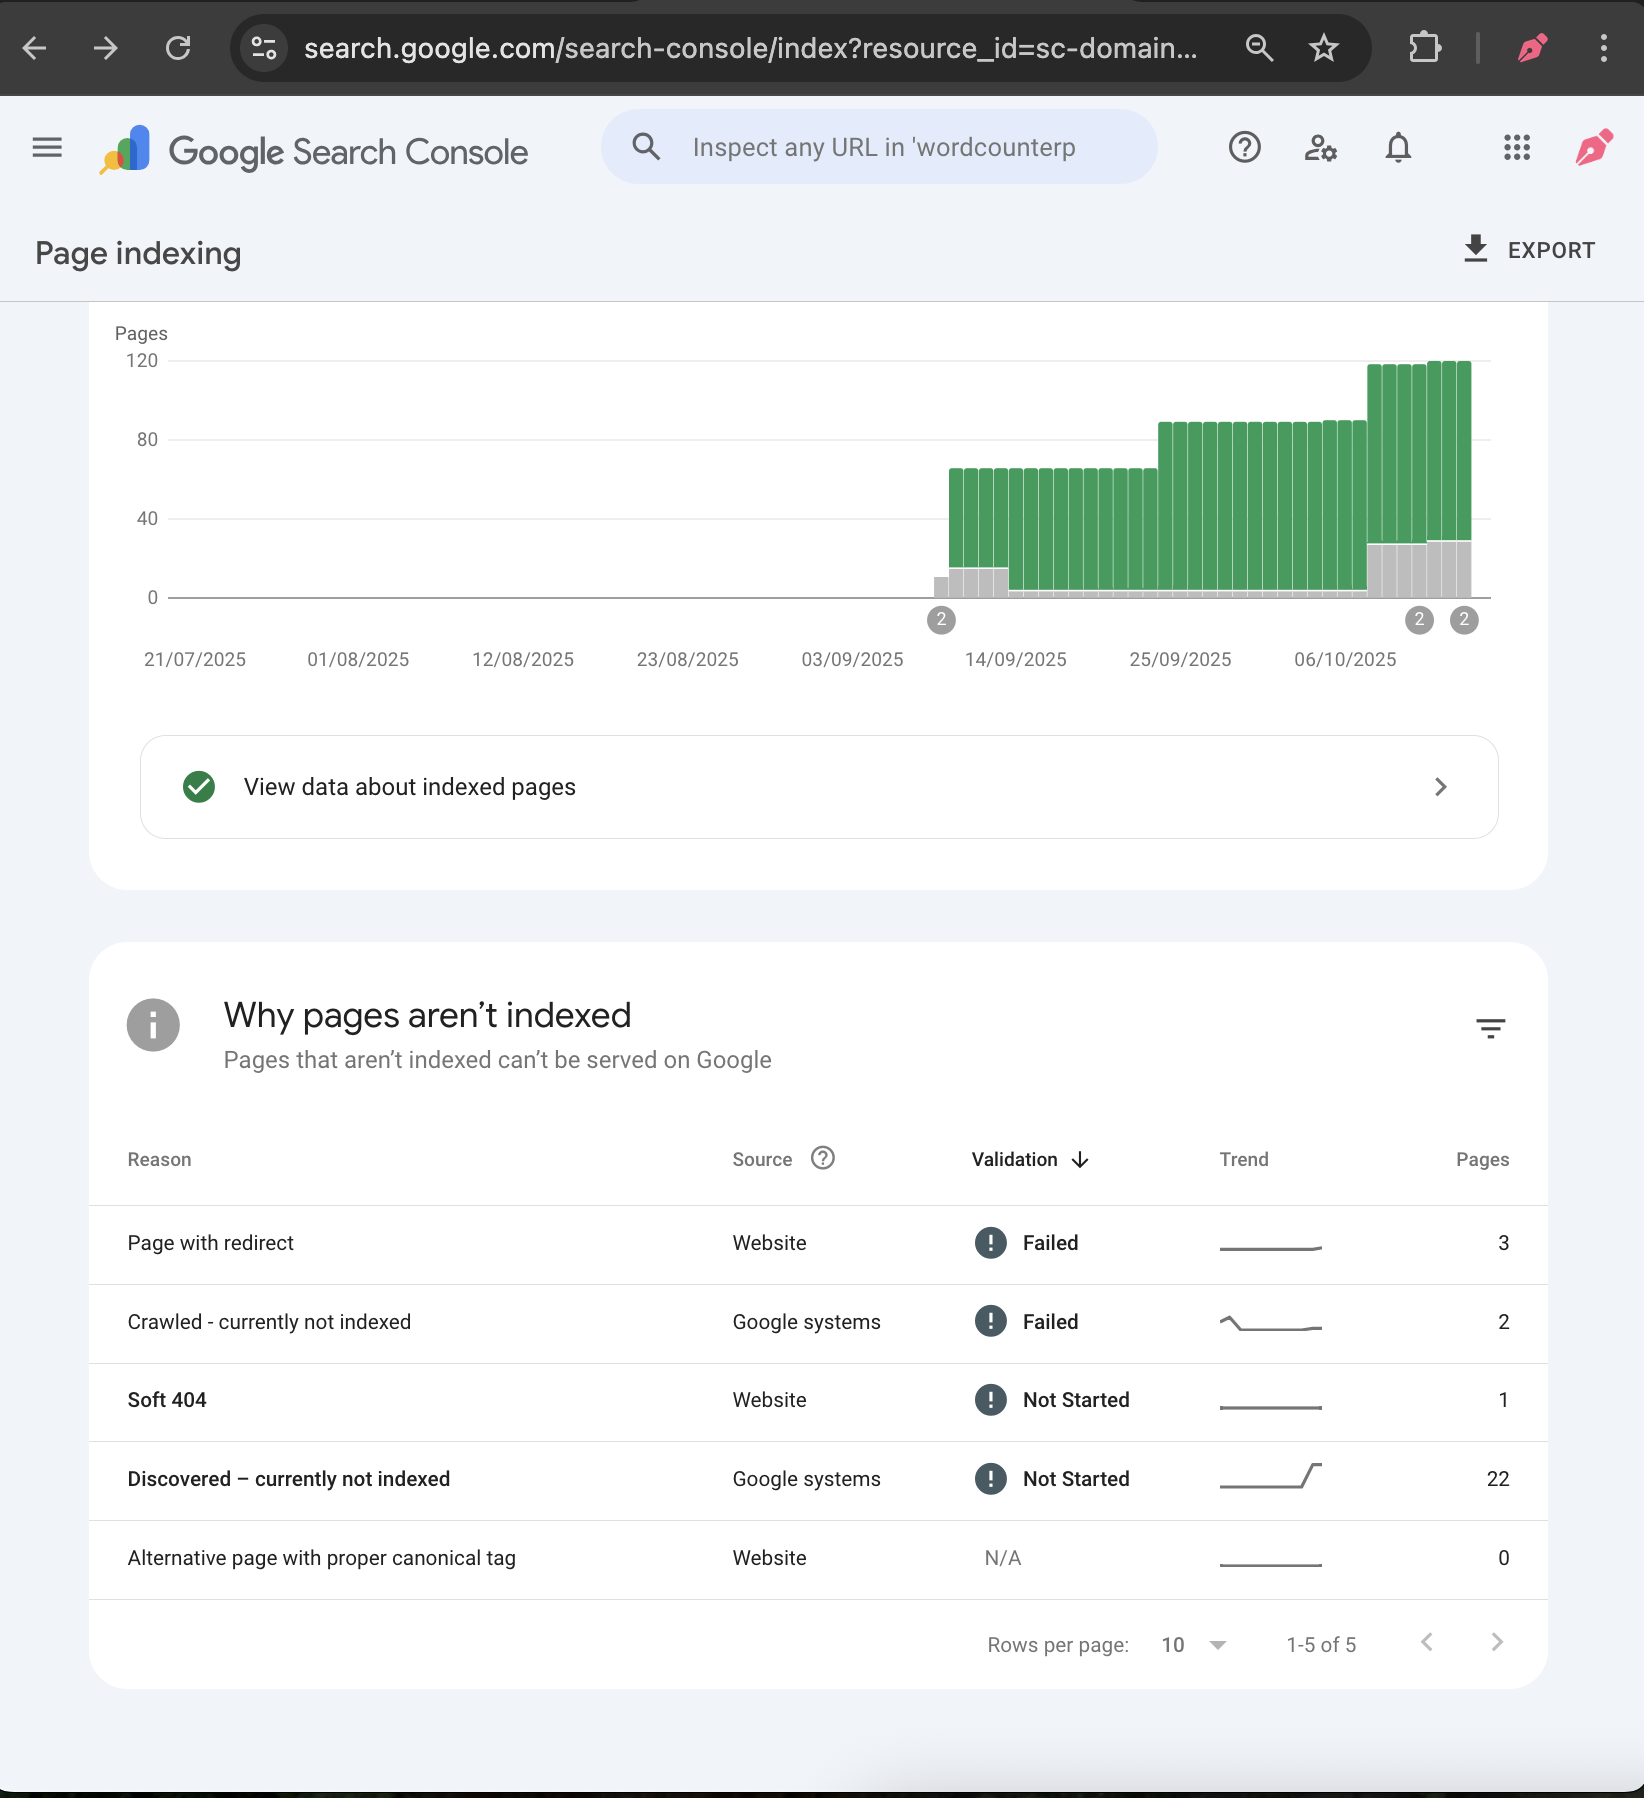 search.google.com/search-console/index?resource_id=sc-domain...
Google Search Console
Inspect any URL in 'wordcounterp
Page indexing
EXPORT
Pages
120
80
40
0
2
2
2
21/07/2025
01/08/2025
12/08/2025
23/08/2025
03/09/2025
14/09/2025
25/09/2025
06/10/2025
View data about indexed pages
Why pages aren’t indexed
Pages that aren’t indexed can’t be served on Google
Reason Source Validation Trend Pages
Page with redirect Website Failed 3
Crawled - currently not indexed Google systems Failed 2
Soft 404 Website Not Started 1
Discovered – currently not indexed Google systems Not Started 22
Alternative page with proper canonical tag Website N/A 0
Rows per page: 10 1-5 of 5